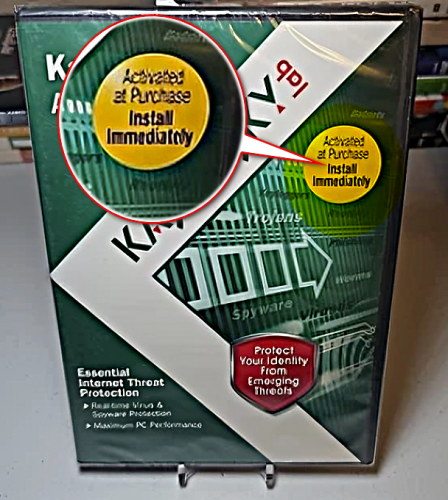 Activated
at Purchase
Install
Immediately
lab
Activated
at Purchase
Install
Immediately
Trojans
Worms
Spyware
Protect
Your Identity
From
Emerging
Threats
Essential
Internet Threat
Protection
Real-time Virus &
Spyware Protection
Maximum PC Performance